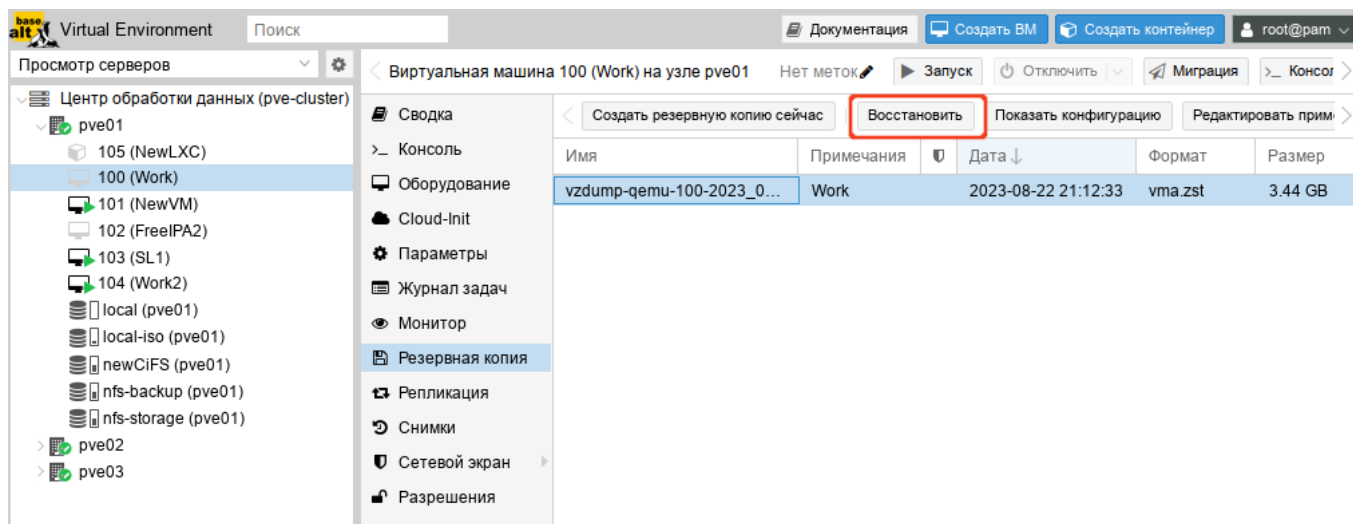 base alt Virtual Environment Поиск Документация Создать ВМ Создать контейнер root@pam
Просмотр серверов
Виртуальная машина 100 (Work) на узле pve01 Нет меток Запуск Отключить Миграция >_ Консол
Центр обработки данных (pve-cluster)
pve01
105 (NewLXC)
100 (Work)
101 (NewVM)
102 (FreeIPA2)
103 (SL1)
104 (Work2)
local (pve01)
local-iso (pve01)
newCiFS (pve01)
nfs-backup (pve01)
nfs-storage (pve01)
pve02
pve03
Сводка
>_ Консоль
Оборудование
Cloud-Init
Параметры
Журнал задач
Монитор
Резервная копия
Репликация
Снимки
Сетевой экран
Разрешения
Создать резервную копию сейчас Восстановить Показать конфигурацию Редактировать прим
Имя Примечания Дата ↓ Формат Размер
vzdump-qemu-100-2023_0... Work 2023-08-22 21:12:33 vma.zst 3.44 GB